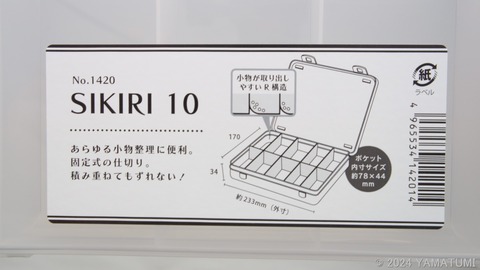 No.1420
SIKIRI 10
あらゆる小物整理に便利。
固定式の仕切り。
積み重ねてもずれない!
小物が取り出し
やすいR構造
170
34
約233mm(外寸)
ポケット
内寸サイズ
約78×44
mm
紙
ラベル
4 965534 142014
© 2024 YAMATUMI